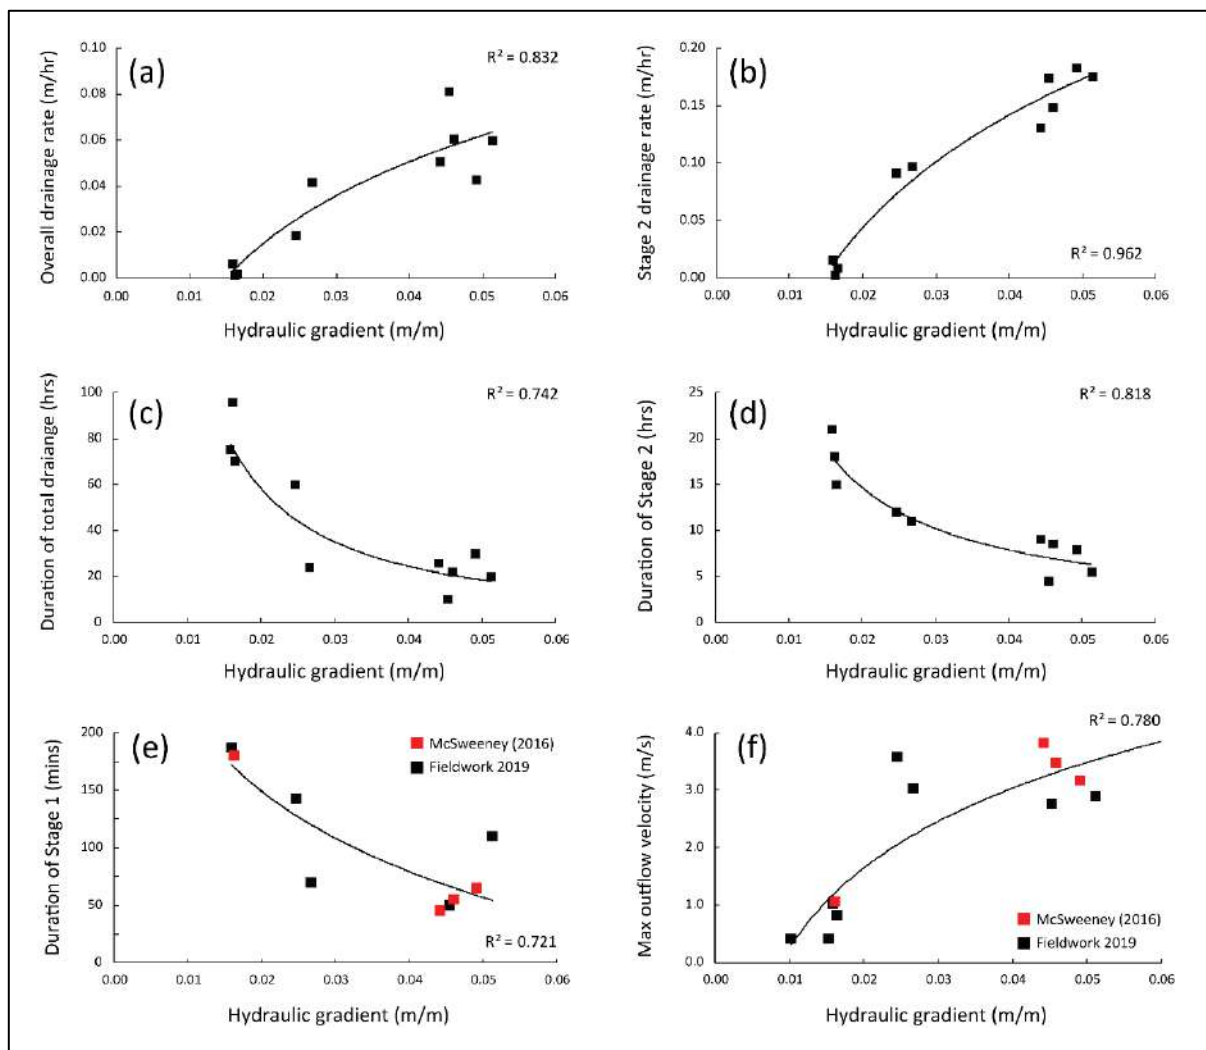 (a)
R² = 0.832
Overall drainage rate (m/hr)
0.10
0.08
0.06
0.04
0.02
0.00
0.00 0.01 0.02 0.03 0.04 0.05 0.06
Hydraulic gradient (m/m)
(b)
R² = 0.962
Stage 2 drainage rate (m/hr)
0.20
0.15
0.10
0.05
0.00
0.00 0.01 0.02 0.03 0.04 0.05 0.06
Hydraulic gradient (m/m)
(c)
R² = 0.742
Duration of total draiange (hrs)
100
80
60
40
20
0
0.00 0.01 0.02 0.03 0.04 0.05 0.06
Hydraulic gradient (m/m)
(d)
R² = 0.818
Duration of Stage 2 (hrs)
25
20
15
10
5
0
0.00 0.01 0.02 0.03 0.04 0.05 0.06
Hydraulic gradient (m/m)
(e)
McSweeney (2016)
Fieldwork 2019
R² = 0.721
Duration of Stage 1 (mins)
200
150
100
50
0
0.00 0.01 0.02 0.03 0.04 0.05 0.06
Hydraulic gradient (m/m)
(f)
R² = 0.780
Max outflow velocity (m/s)
4.0
3.0
2.0
1.0
0.0
McSweeney (2016)
Fieldwork 2019
0.00 0.01 0.02 0.03 0.04 0.05 0.06
Hydraulic gradient (m/m)